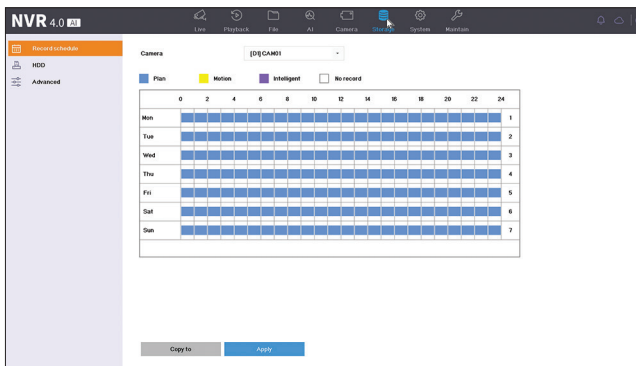 NVR 4.0 AI
Live Playback File AI Camera Storage System Maintain
Record schedule
HDD
Advanced
Camera [D1] CAM01
Plan Motion Intelligent No record
0 2 4 6 8 10 12 14 16 18 20 22 24
Mon 1
Tue 2
Wed 3
Thu 4
Fri 5
Sat 6
Sun 7
Copy to Apply